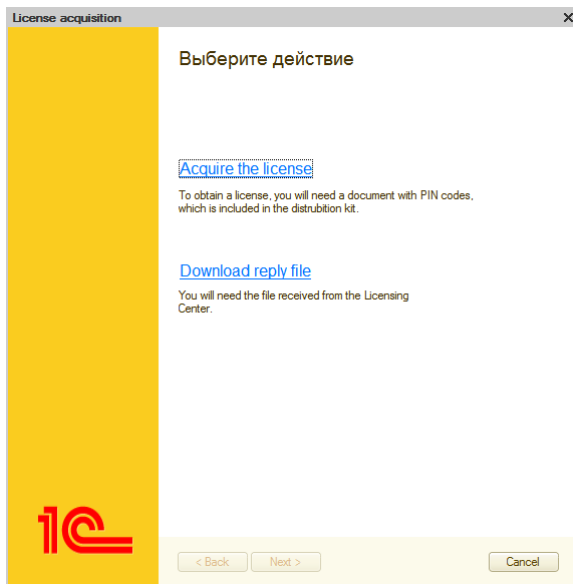 License acquisition
Выберите действие
Acquire the license
To obtain a license, you will need a document with PIN codes,
which is included in the distrubition kit.
Download reply file
You will need the file received from the Licensing
Center.
1С
< Back
Next >
Cancel